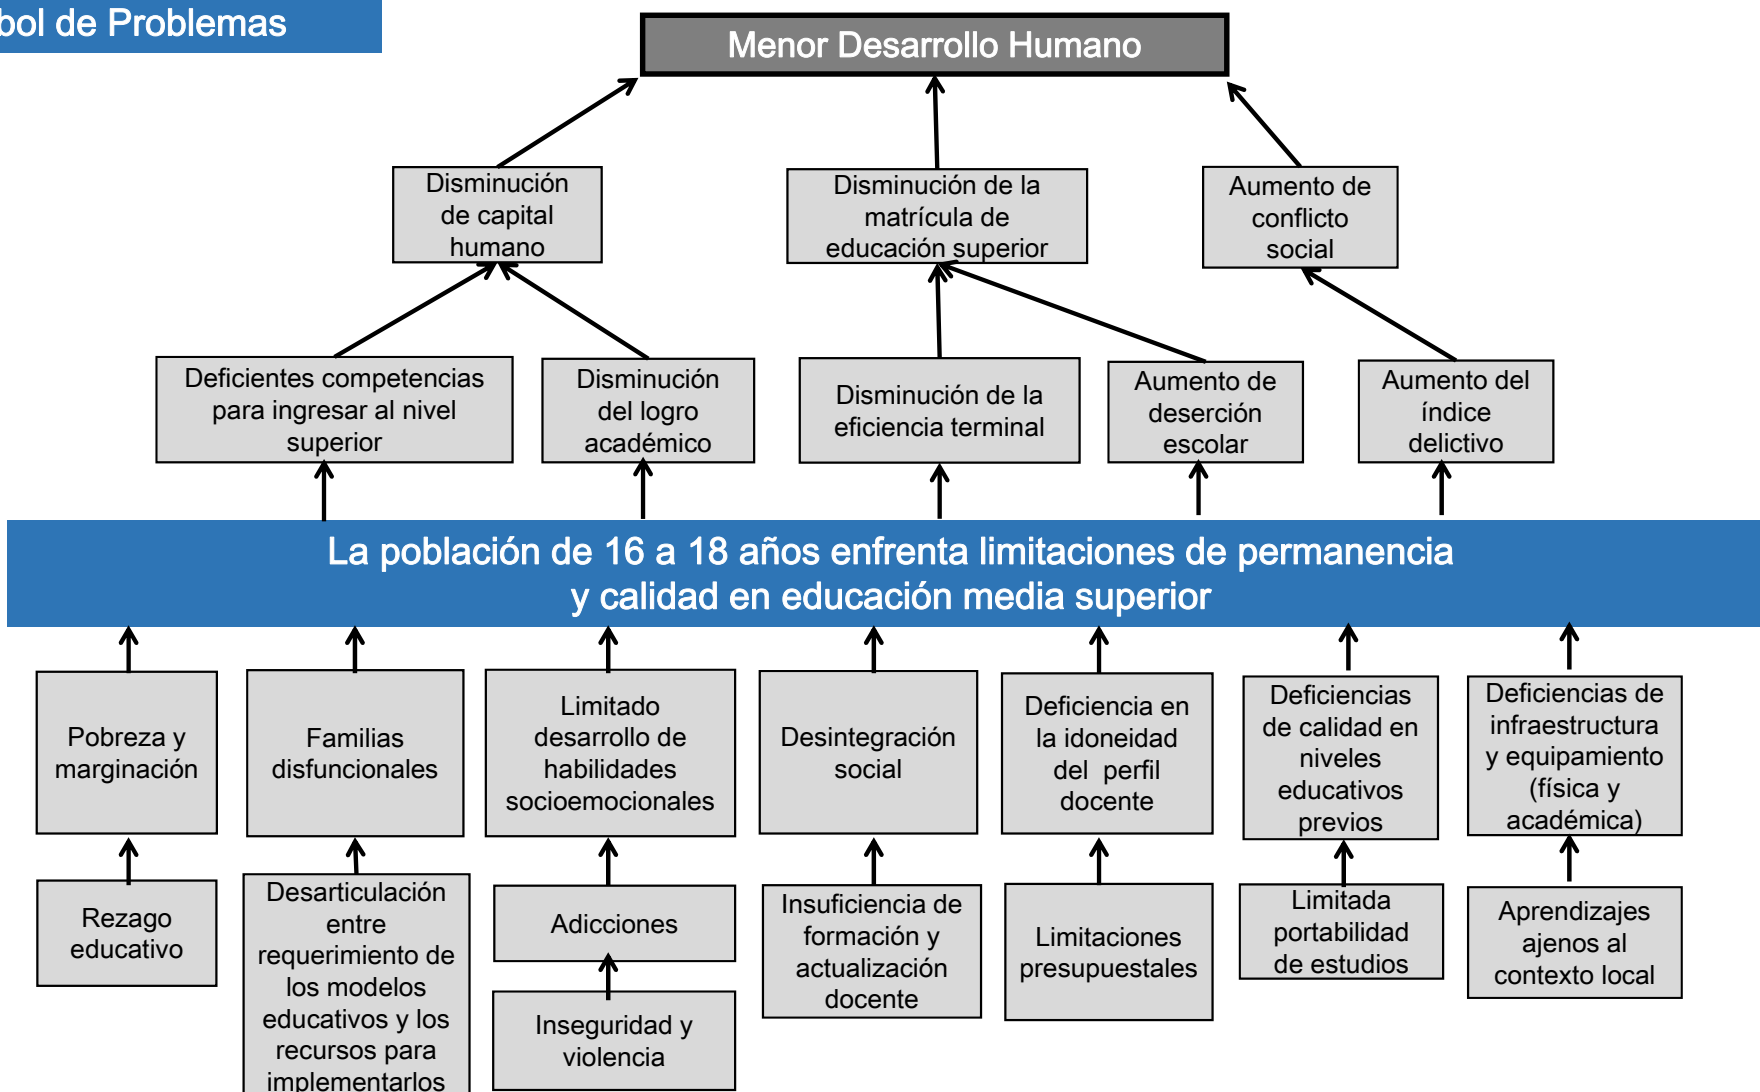 bol de Problemas
Menor Desarrollo Humano
Disminución
de capital
humano
Disminución de la
matrícula de
educación superior
Aumento de
conflicto
social
Deficientes competencias
para ingresar al nivel
superior
Disminución
del logro
académico
Disminución de la
eficiencia terminal
Aumento de
deserción
escolar
Aumento del
índice
delictivo
La población de 16 a 18 años enfrenta limitaciones de permanencia
y calidad en educación media superior
Pobreza y
marginación
Familias
disfuncionales
Limitado
desarrollo de
habilidades
socioemocionales
Desintegración
social
Deficiencia en
la idoneidad
del perfil
docente
Deficiencias
de calidad en
niveles
educativos
previos
Deficiencias de
infraestructura
y equipamiento
(física y
académica)
Rezago
educativo
Desarticulación
entre
requerimiento de
los modelos
educativos y los
recursos para
implementarlos
Adicciones
Inseguridad y
violencia
Insuficiencia de
formación y
actualización
docente
Limitaciones
presupuestales
Limitada
portabilidad
de estudios
Aprendizajes
ajenos al
contexto local